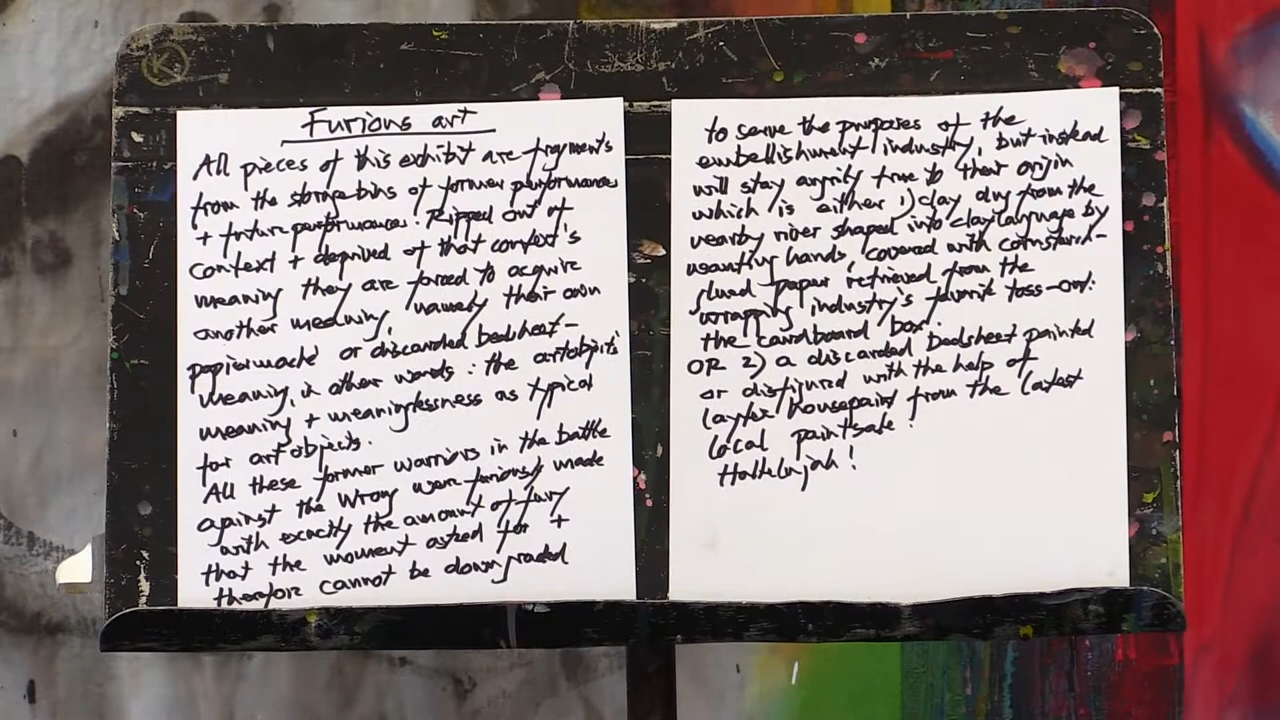 Furious art
All pieces of this exhibit are fragments
from the storagebins of former performances
+ future performances. Ripped out of
context + deprived of that context's
meaning they are forced to acquire
another meaning, namely their own
papiermaché or discarded bedsheet-
meaning, in other words: the artobjects'
meaning + meaninglessness as typical
for artobjects.
All these former warriors in the battle
against the Wrong were furiously made
with exactly the amount of fury
that the moment asked for +
therefore cannot be downgraded
to serve the purposes of the
embellishment industry, but instead
will stay angrily true to their origin
which is either 1) clay dug from the
nearby river shaped into claylanguage by
wanting hands, covered with cornstarch-
glued paper retrieved from the
wrapping industry's favorite toss-out:
the cardboard box.
OR 2) a discarded bedsheet painted
or disfigured with the help of
laytex housepaint from the latest
local paintsale.
Hallelujah!
K